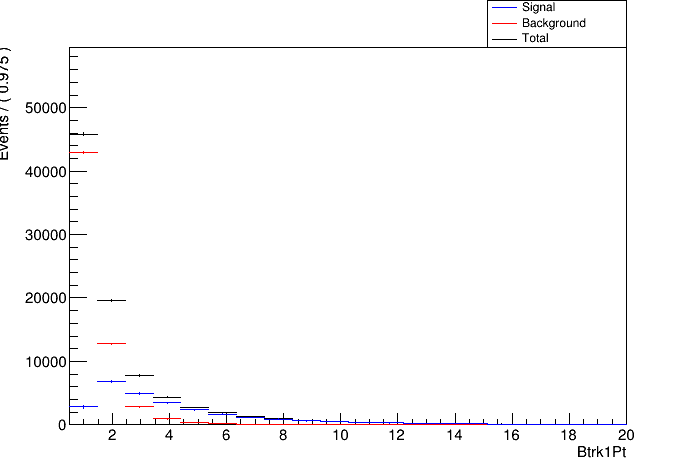 Signal
Background
Total
Events / ( 0.975 )
50000
40000
30000
20000
10000
0
2 4 6 8 10 12 14 16 18 20
Btrk1Pt